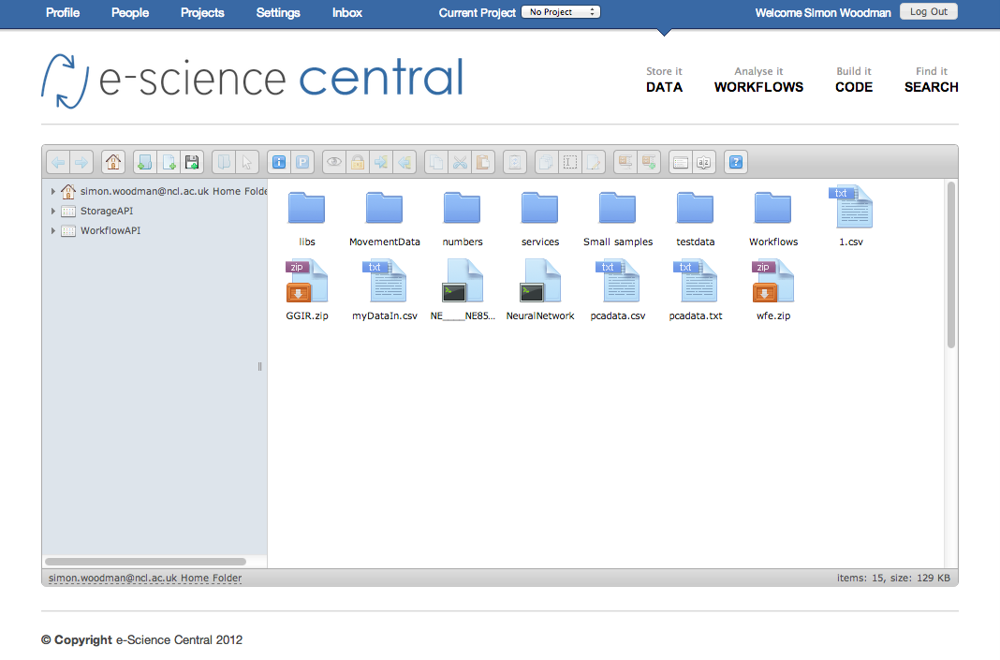 Profile People Projects Settings Inbox Current Project No Project Welcome Simon Woodman Log Out
e-science central
Store it Analyse it Build it Find it
DATA WORKFLOWS CODE SEARCH
simon.woodman@ncl.ac.uk Home Folde
StorageAPI
WorkflowAPI
libs MovementData numbers services Small samples testdata Workflows
txt
1.csv
zip txt txt txt zip
GGIR.zip myDataIn.csv NE_____NE85... NeuralNetwork pcadata.csv pcadata.txt wfe.zip
simon.woodman@ncl.ac.uk Home Folder items: 15, size: 129 KB
© Copyright e-Science Central 2012